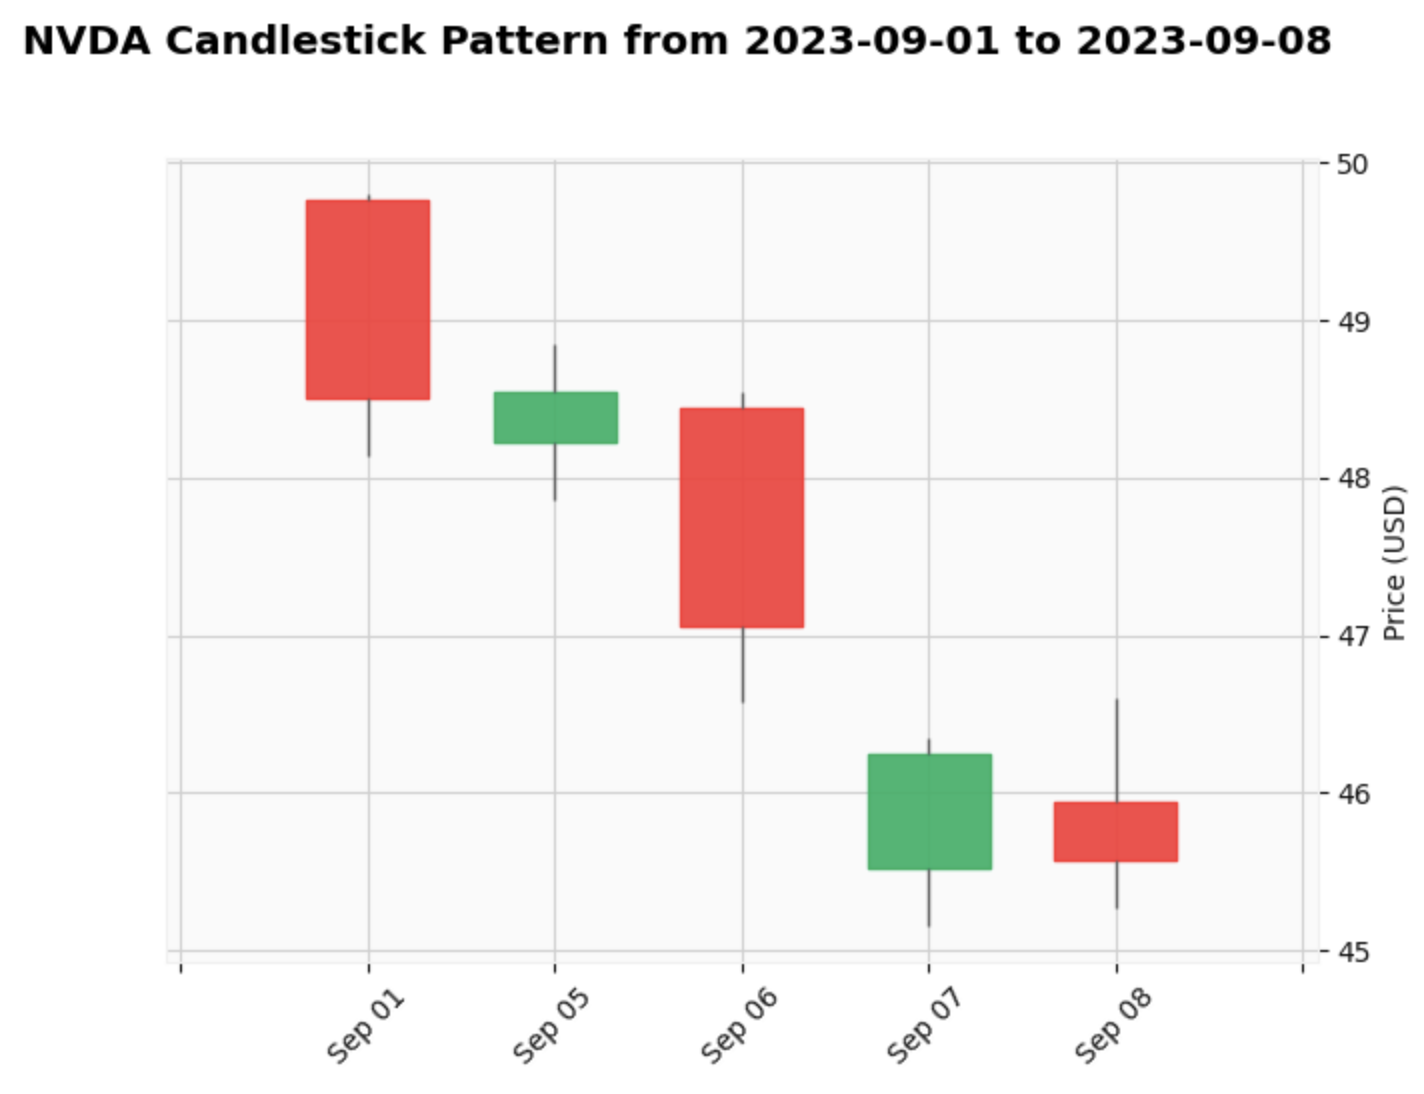 NVDA Candlestick Pattern from 2023-09-01 to 2023-09-08
50
49
48
47
46
45
Price (USD)
Sep 01
Sep 05
Sep 06
Sep 07
Sep 08